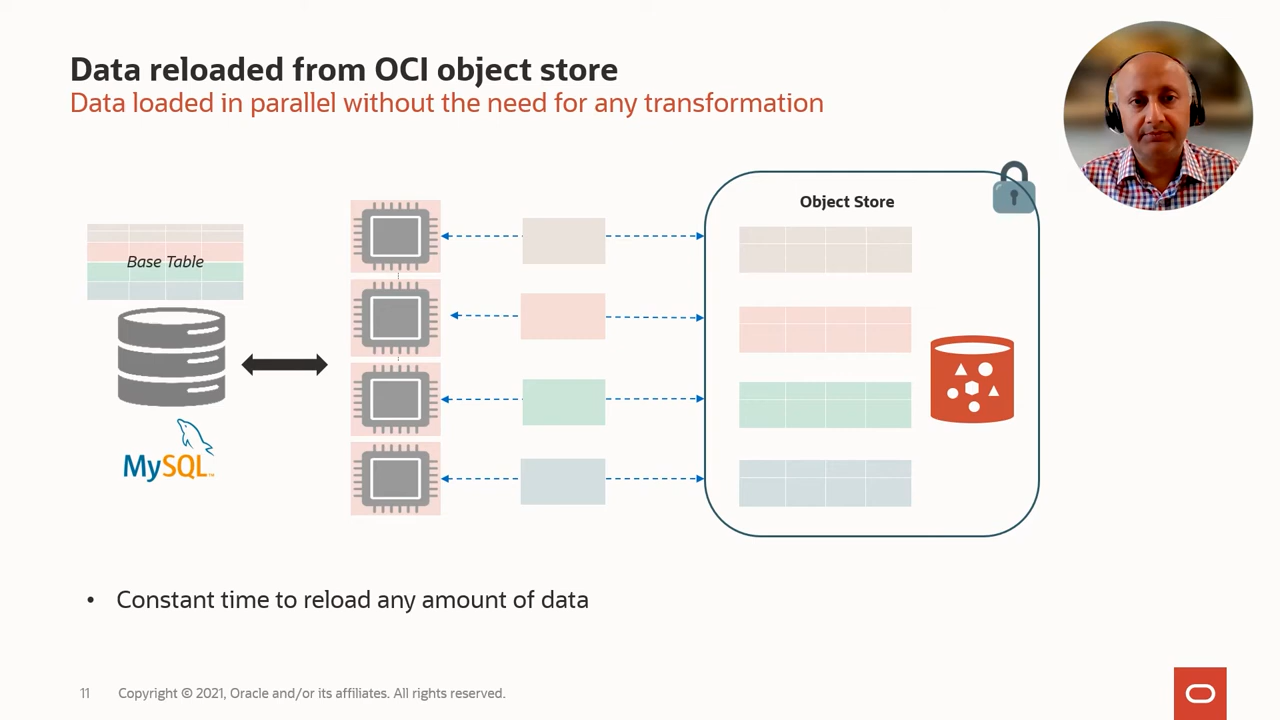 Data reloaded from OCI object store
Data loaded in parallel without the need for any transformation
Object Store
Base Table
MySQL™
• Constant time to reload any amount of data
11 Copyright © 2021, Oracle and/or its affiliates. All rights reserved.